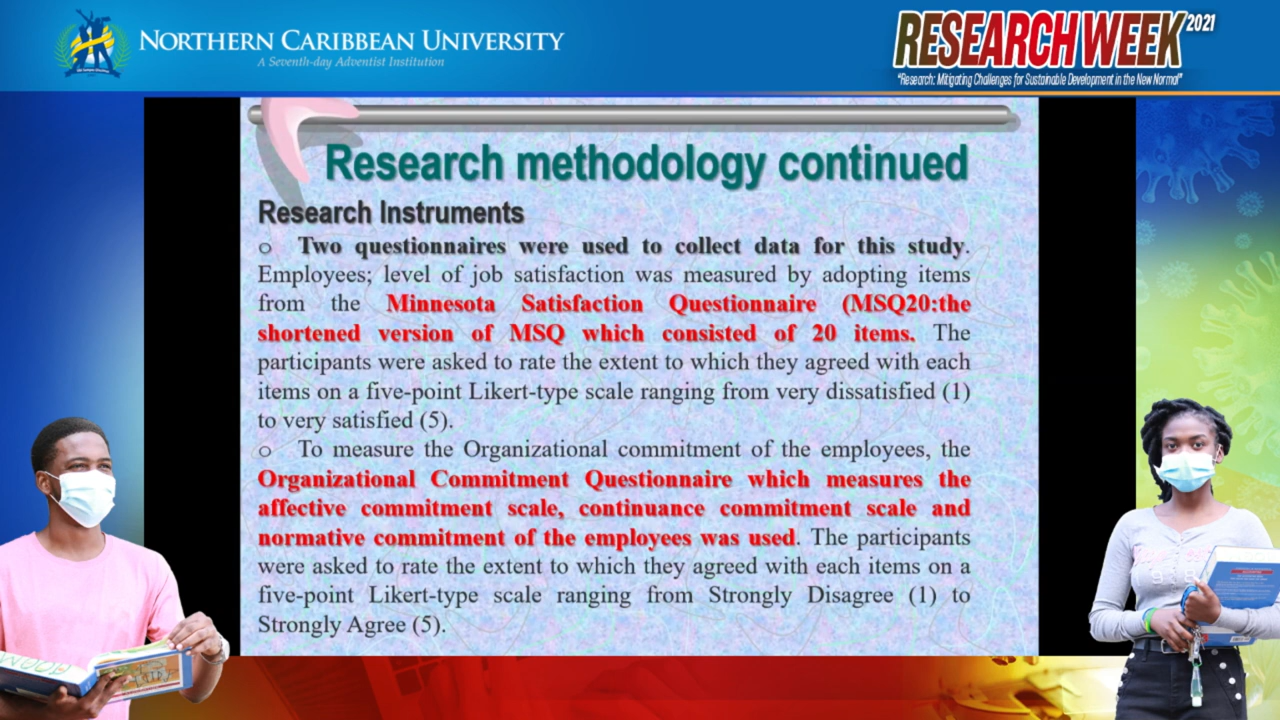 NORTHERN CARIBBEAN UNIVERSITY
A Seventh-day Adventist Institution
RESEARCH WEEK 2021
"Research: Mitigating Challenges for Sustainable Development in the New Normal"
Research methodology continued
Research Instruments
o Two questionnaires were used to collect data for this study.
Employees; level of job satisfaction was measured by adopting items
from the Minnesota Satisfaction Questionnaire (MSQ20:the
shortened version of MSQ which consisted of 20 items. The
participants were asked to rate the extent to which they agreed with each
items on a five-point Likert-type scale ranging from very dissatisfied (1)
to very satisfied (5).
o To measure the Organizational commitment of the employees, the
Organizational Commitment Questionnaire which measures the
affective commitment scale, continuance commitment scale and
normative commitment of the employees was used. The participants
were asked to rate the extent to which they agreed with each items on a
five-point Likert-type scale ranging from Strongly Disagree (1) to
Strongly Agree (5).